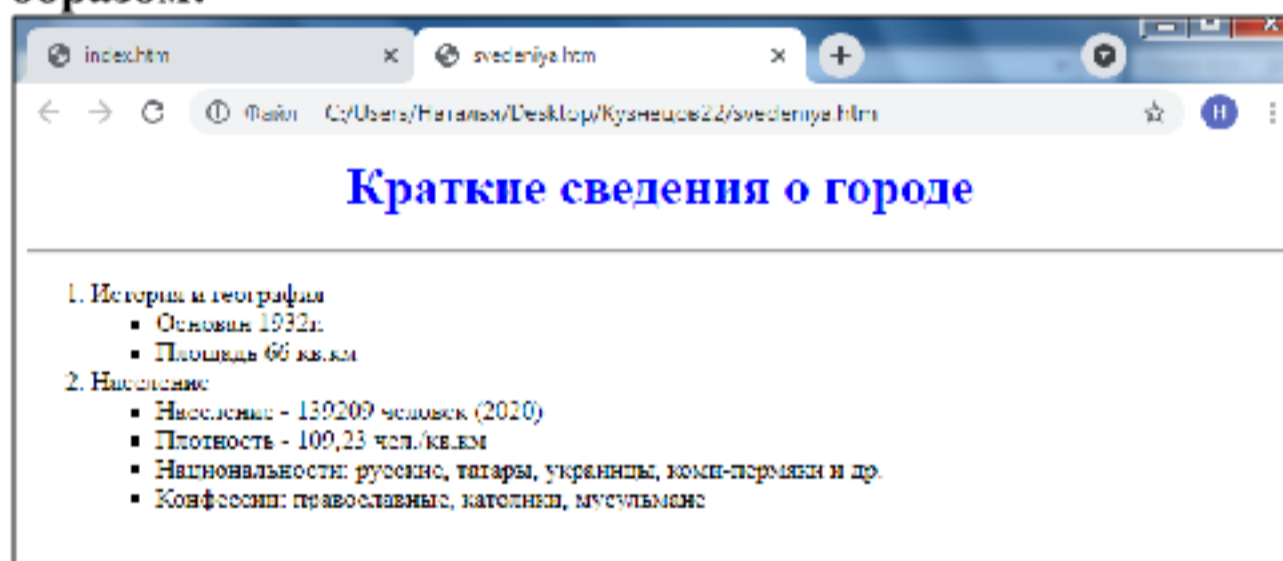 образом:
index.htm
svedeniya.htm
Файл C:/Users/Наталья/Desktop/Кузнецов22/svedeniya.htm
Н
Краткие сведения о городе
1. История и география
▪ Основан 1932г.
▪ Площадь 66 кв.км
2. Население
▪ Население - 139209 человек (2020)
▪ Плотность - 109,23 чел./кв.км
▪ Национальности: русские, татары, украинцы, коми-пермяки и др.
▪ Конфессии: православные, католики, мусульмане